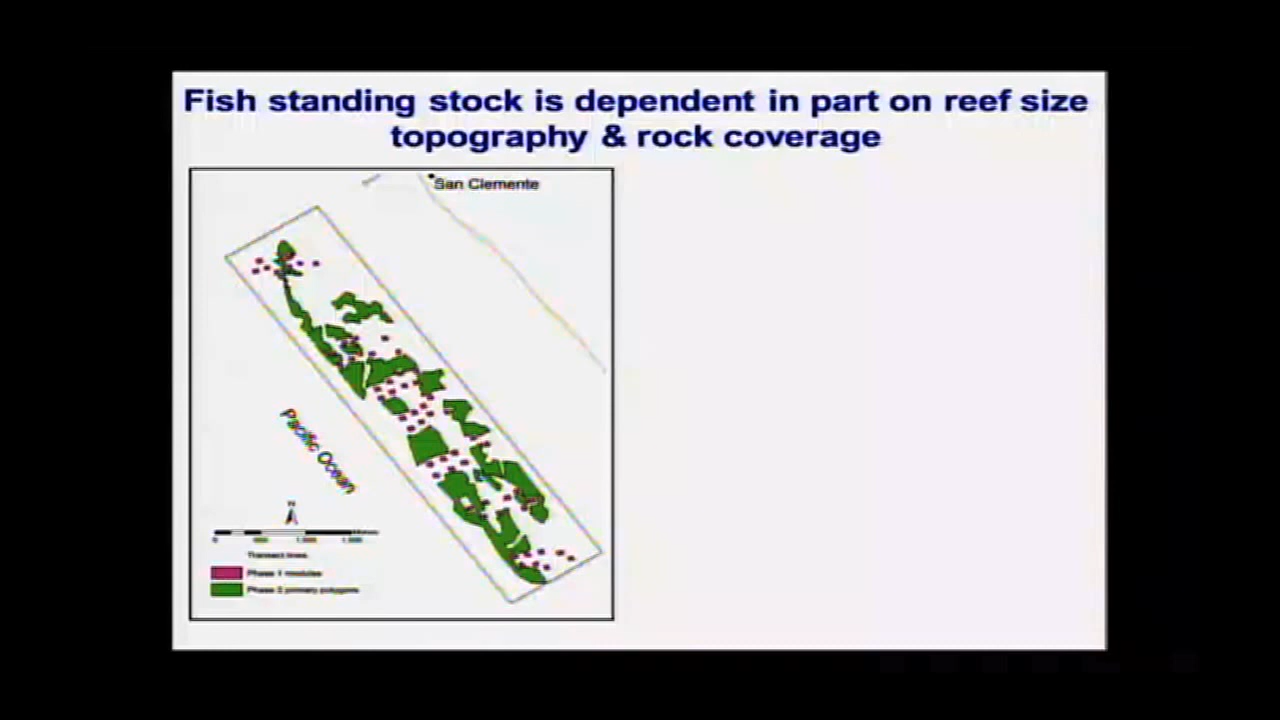 Fish standing stock is dependent in part on reef size
topography & rock coverage
San Clemente
Pacific Ocean
N
0
Transect lines
Phase 1 modules
Phase 2 primary polygons